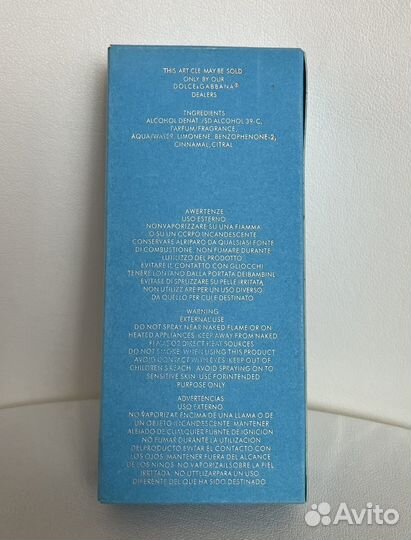 THIS ARTICLE MAY BE SOLD
ONLY BY OUR
DOLCE&GABBANA®
DEALERS
INGREDIENTS
ALCOHOL DENAT. /SD ALCOHOL 39-C,
PARFUM/FRAGRANCE,
AQUA/WATER, LIMONENE, BENZOPHENONE-2,
CINNAMAL, CITRAL
AVVERTENZE
USO ESTERNO
NON VAPORIZZARE SU UNA FIAMMA
O SU UN CORPO INCANDESCENTE
CONSERVARE AL RIPARO DA QUALSIASI FONTE
DI COMBUSTIONE. NON FUMARE DURANTE
L'UTILIZZO DEL PRODOTTO
EVITARE IL CONTATTO CON GLI OCCHI
TENERE LONTANO DALLA PORTATA DEI BAMBINI,
EVITARE DI SPRUZZARE SU PELLE IRRITATA,
NON UTILIZZARE PER UN USO DIVERSO
DA QUELLO PER CUI E' DESTINATO
WARNING
EXTERNAL USE
DO NOT SPRAY NEAR NAKED FLAME OR ON
HEATED APPLIANCES. KEEP AWAY FROM NAKED
FLAME OR DIRECT HEAT SOURCES
DO NOT SMOKE WHEN USING THIS PRODUCT
AVOID CONTACT WITH EYES. KEEP OUT OF
CHILDREN'S REACH. AVOID SPRAYING ON TO
SENSITIVE SKIN. USE FOR INTENDED
PURPOSE ONLY
ADVERTENCIAS
USO EXTERNO
NO VAPORIZAR ENCIMA DE UNA LLAMA O DE
UN OBJETO INCANDESCENTE. MANTENER
ALEJADO DE CUALQUIER FUENTE DE IGNICION
NO FUMAR DURANTE LA UTILIZACION
DEL PRODUCTO EVITAR EL CONTACTO CON
LOS OJOS. MANTENER FUERA DEL ALCANCE
DE LOS NINOS. NO VAPORIZAR SOBRE LA PIEL
IRRITADA. NO UTILIZAR PARA UN USO
DIFERENTE DEL QUE HA SIDO DESTINADO
Avito